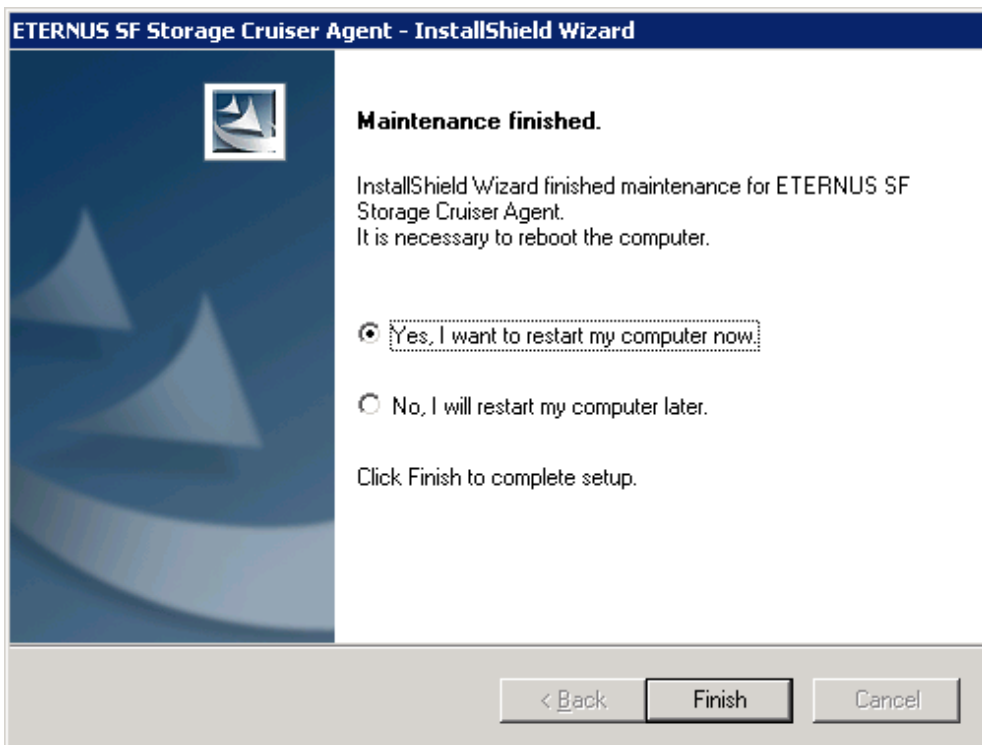 ETERNUS SF Storage Cruiser Agent - InstallShield Wizard
Maintenance finished.
InstallShield Wizard finished maintenance for ETERNUS SF
Storage Cruiser Agent.
It is necessary to reboot the computer.
Yes, I want to restart my computer now.
No, I will restart my computer later.
Click Finish to complete setup.
< Back Finish Cancel